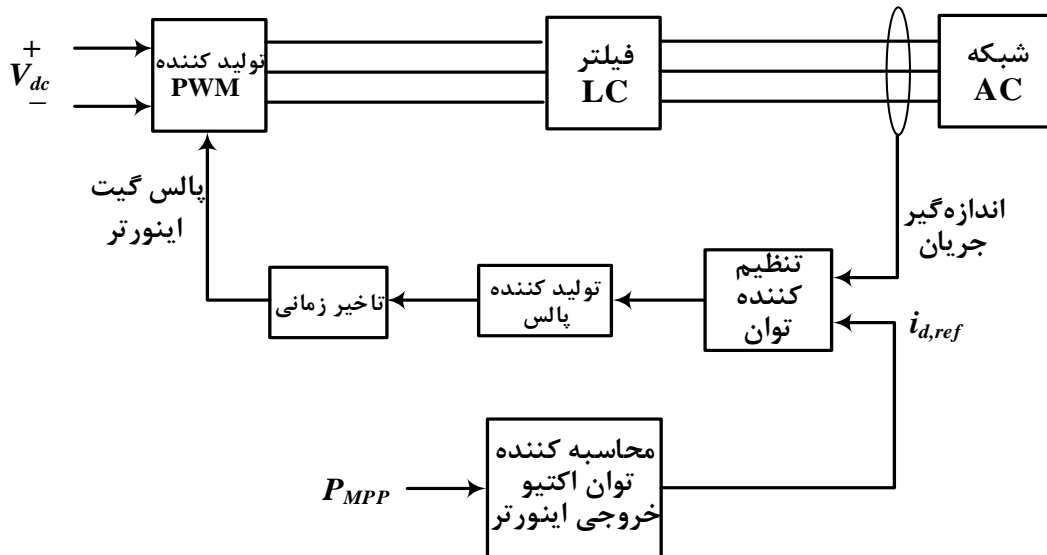 +
V_dc
−
تولید کننده
PWM
فیلتر
LC
شبکه
AC
پالس گیت
اینورتر
اندازه‌گیر
جریان
تنظیم
کننده
توان
تولید کننده
پالس
تاخیر زمانی
i_d,ref
P_MPP
محاسبه کننده
توان اکتیو
خروجی اینورتر